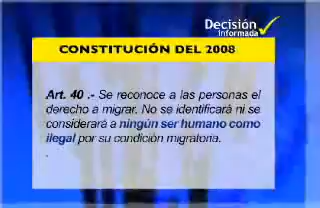 Decisión
informada
CONSTITUCIÓN DEL 2008
Art. 40 .- Se reconoce a las personas el
derecho a migrar. No se identificará ni se
considerará a ningún ser humano como
ilegal por su condición migratoria.
.